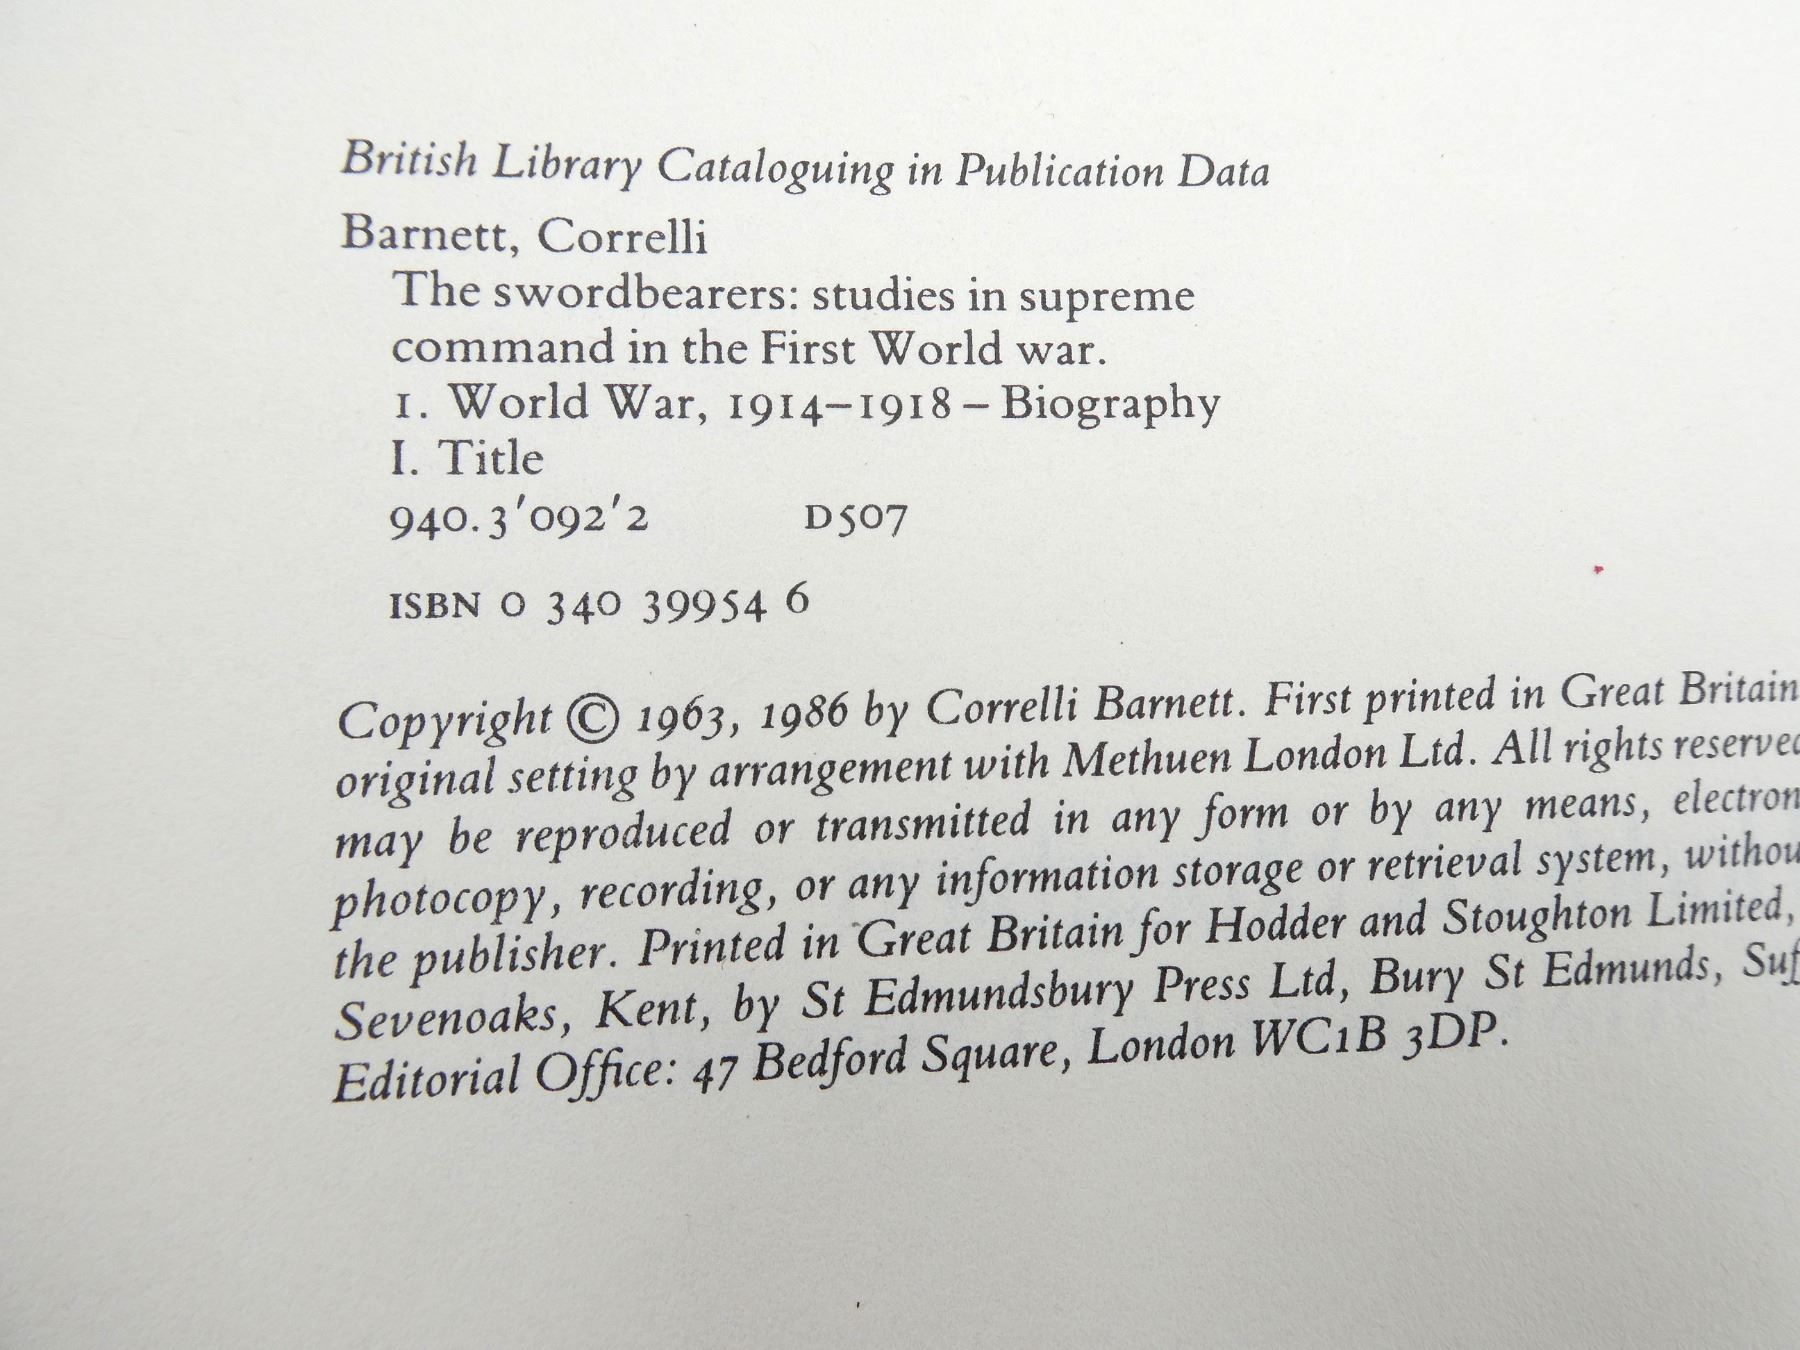 British Library Cataloguing in Publication Data
Barnett, Correlli
The swordbearers: studies in supreme
command in the First World war.
1. World War, 1914–1918 – Biography
I. Title
940.3'092'2 D507
ISBN 0 340 39954 6
Copyright © 1963, 1986 by Correlli Barnett. First printed in Great Britain
original setting by arrangement with Methuen London Ltd. All rights reserved
may be reproduced or transmitted in any form or by any means, electron
photocopy, recording, or any information storage or retrieval system, withou
the publisher. Printed in Great Britain for Hodder and Stoughton Limited,
Sevenoaks, Kent, by St Edmundsbury Press Ltd, Bury St Edmunds, Suf
Editorial Office: 47 Bedford Square, London WC1B 3DP.